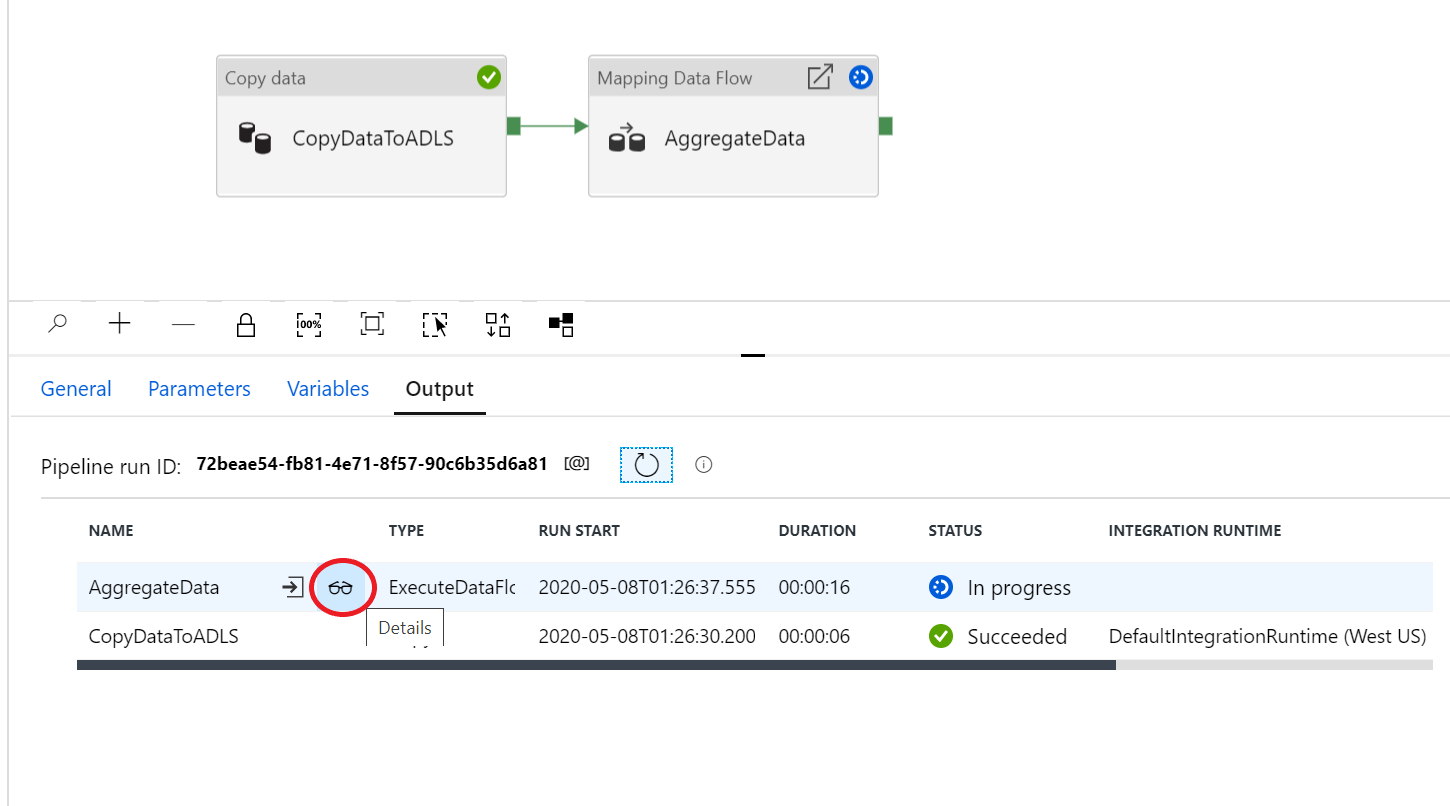 Copy data
CopyDataToADLS
Mapping Data Flow
AggregateData
100%
General Parameters Variables Output
Pipeline run ID: 72beae54-fb81-4e71-8f57-90c6b35d6a81 [@]
NAME TYPE RUN START DURATION STATUS INTEGRATION RUNTIME
AggregateData ExecuteDataFlc 2020-05-08T01:26:37.555 00:00:16 In progress
Details
CopyDataToADLS 2020-05-08T01:26:30.200 00:00:06 Succeeded DefaultIntegrationRuntime (West US)